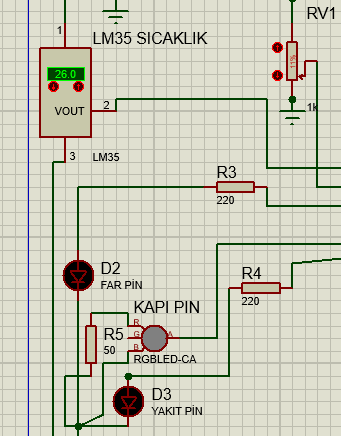 RV1
1
LM35 SICAKLIK
26.0
11%
VOUT
2
1k
3
LM35
R3
220
D2
FAR PİN
R4
220
KAPI PIN
R
R5
G
A
50
B
RGBLED-CA
D3
YAKIT PİN